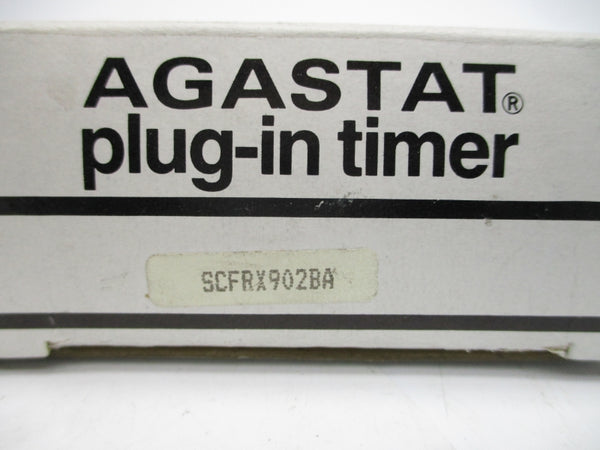 AGASTAT®
plug-in timer
SCFRX902BA